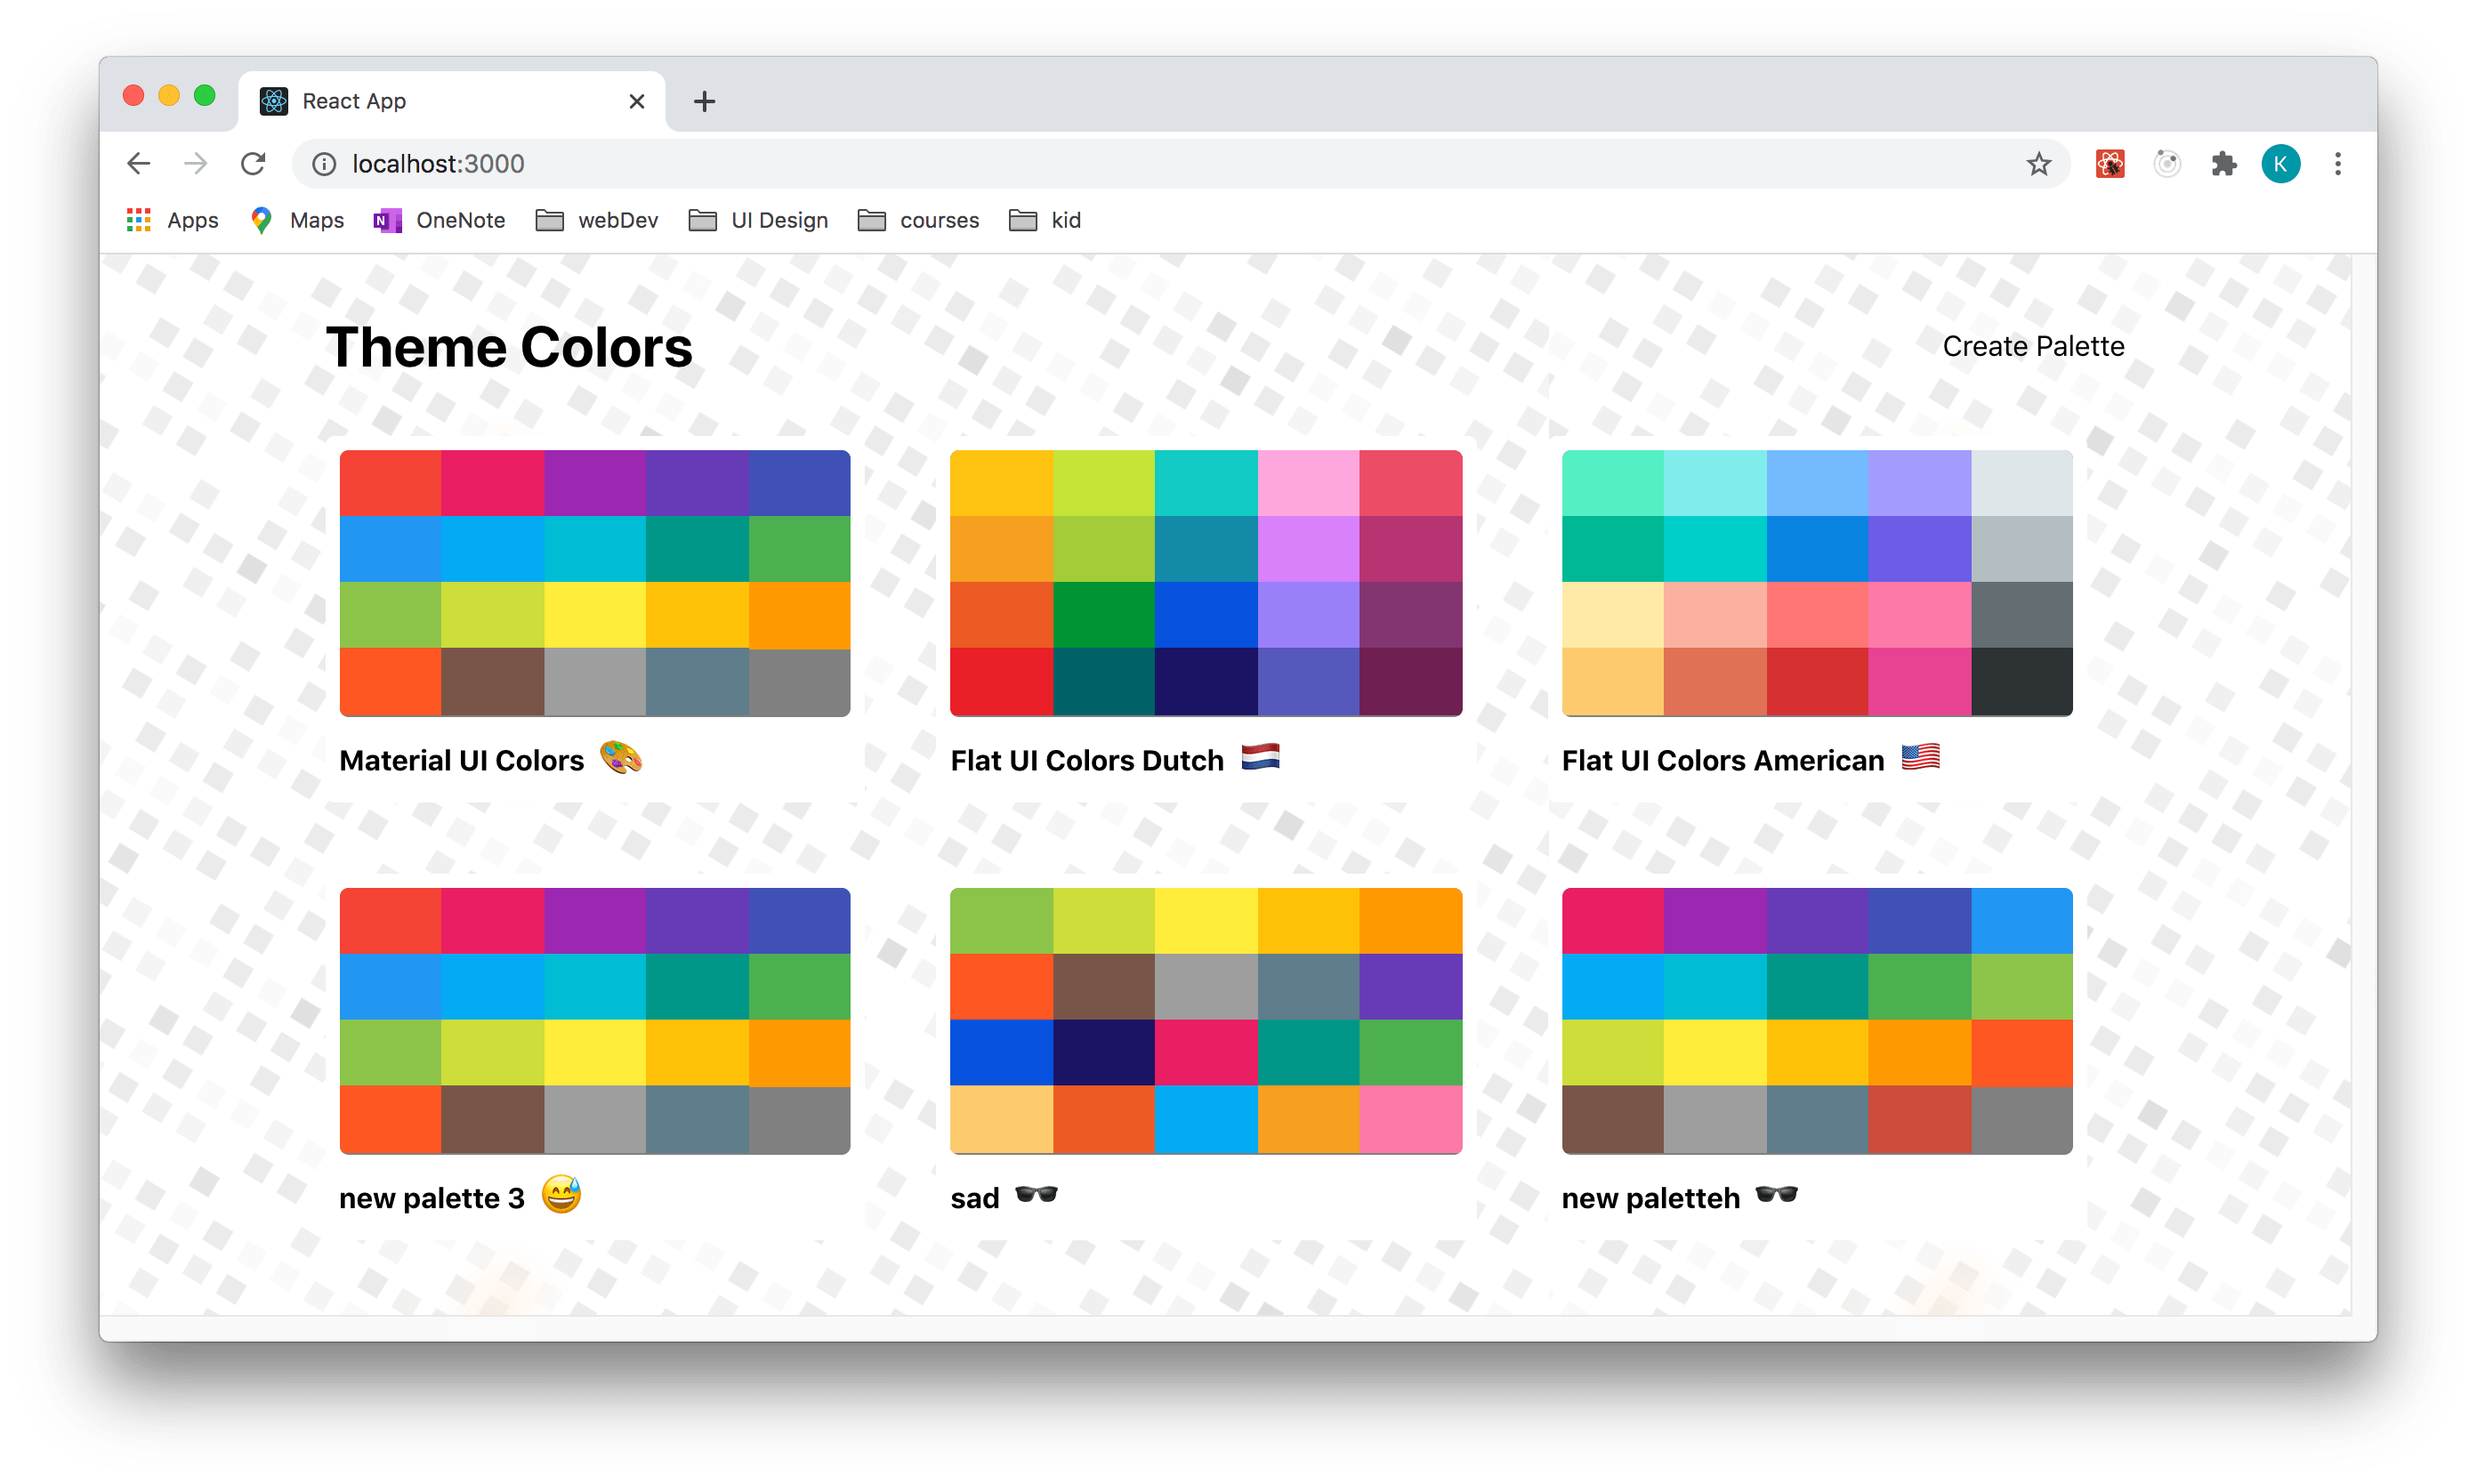 React App
localhost:3000
K
Apps Maps N OneNote webDev UI Design courses kid
Theme Colors Create Palette
Material UI Colors Flat UI Colors Dutch Flat UI Colors American
new palette 3 sad new paletteh